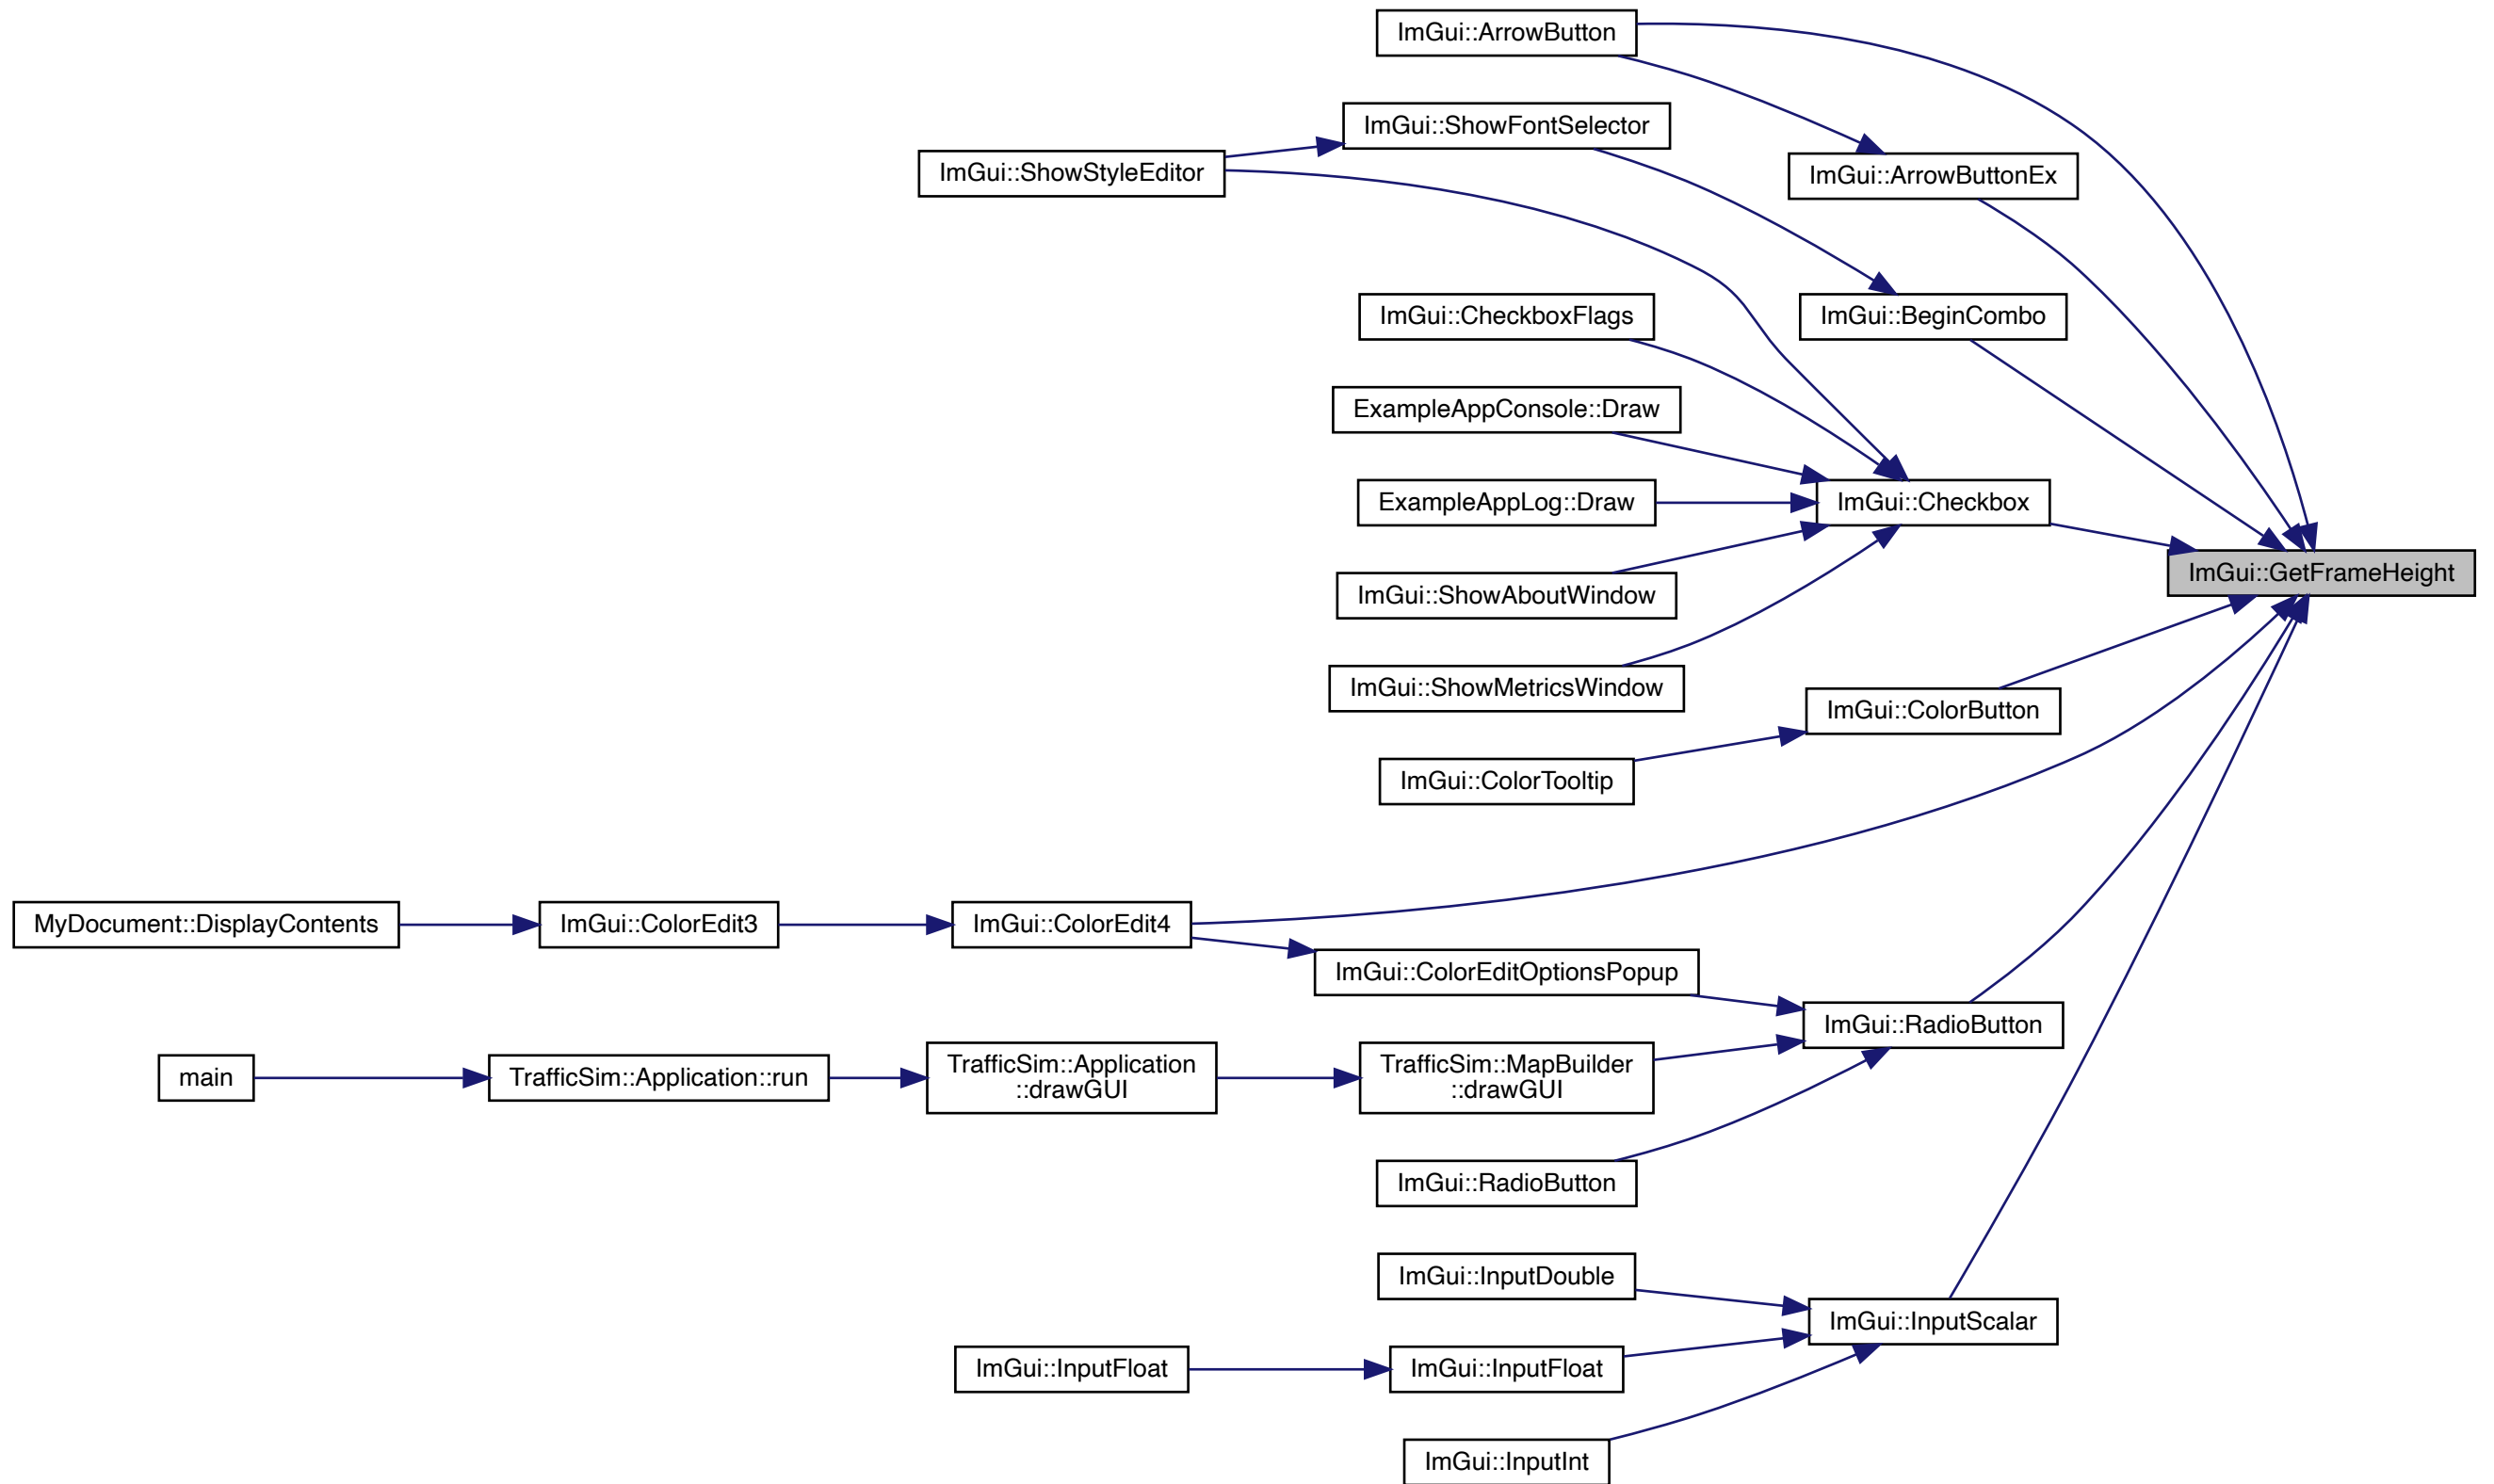 ImGui::ArrowButton
ImGui::ShowFontSelector
ImGui::ShowStyleEditor
ImGui::ArrowButtonEx
ImGui::CheckboxFlags
ImGui::BeginCombo
ExampleAppConsole::Draw
ExampleAppLog::Draw
ImGui::Checkbox
ImGui::GetFrameHeight
ImGui::ShowAboutWindow
ImGui::ShowMetricsWindow
ImGui::ColorButton
ImGui::ColorTooltip
MyDocument::DisplayContents
ImGui::ColorEdit3
ImGui::ColorEdit4
ImGui::ColorEditOptionsPopup
ImGui::RadioButton
main
TrafficSim::Application::run
TrafficSim::Application
::drawGUI
TrafficSim::MapBuilder
::drawGUI
ImGui::RadioButton
ImGui::InputDouble
ImGui::InputScalar
ImGui::InputFloat
ImGui::InputFloat
ImGui::InputInt